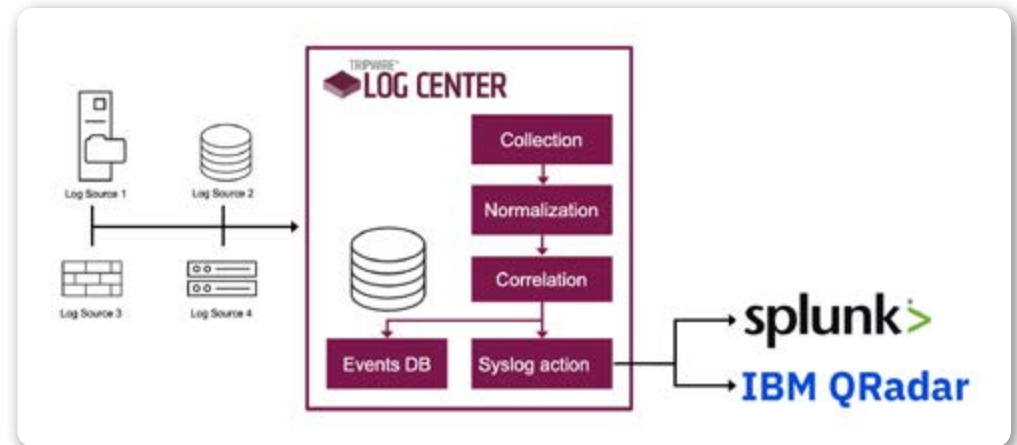 TRIPWIRE™
LOG CENTER
Collection
Normalization
Correlation
Events DB
Syslog action
Log Source 1
Log Source 2
Log Source 3
Log Source 4
splunk>
IBM QRadar